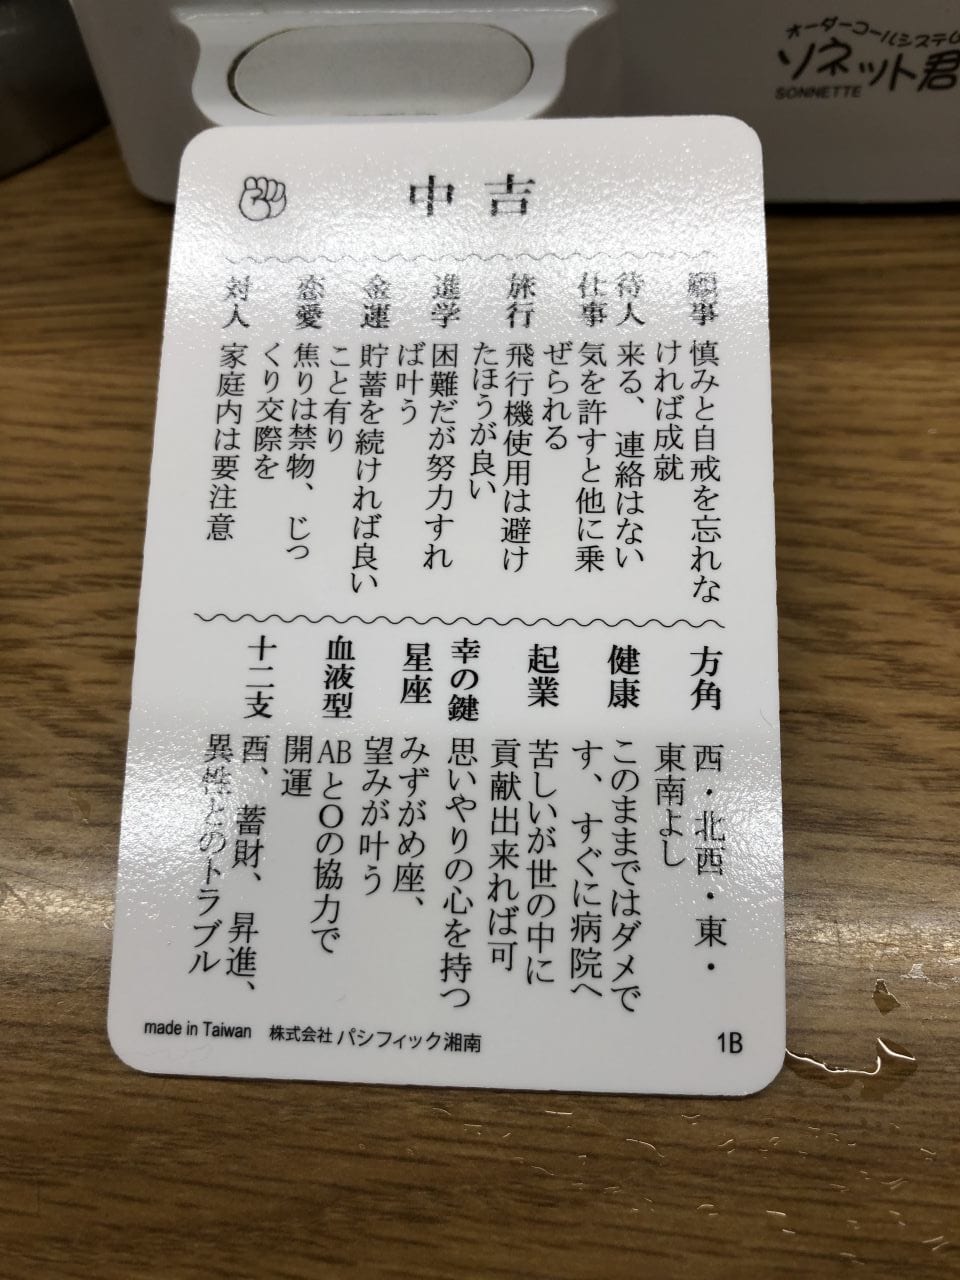 オーダーコールシステム
ソネット君
SONNETTE
中吉
願事
慎みと自戒を忘れな
ければ成就
待人
来る、連絡はない
仕事
気を許すと他に乗
ぜられる
旅行
飛行機使用は避け
たほうが良い
進学
困難だが努力すれ
ば叶う
金運
貯蓄を続ければ良い
こと有り
恋愛
焦りは禁物、じっ
くり交際を
対人
家庭内は要注意
方角
西・北西・東・
東南よし
健康
このままではダメで
す、すぐに病院へ
起業
苦しいが世の中に
貢献出来れば可
幸の鍵
思いやりの心を持つ
星座
みずがめ座、
望みが叶う
血液型
ABとOの協力で
開運
十二支
酉、蓄財、昇進、
異性とのトラブル
made in Taiwan 株式会社 パシフィック湘南
1B